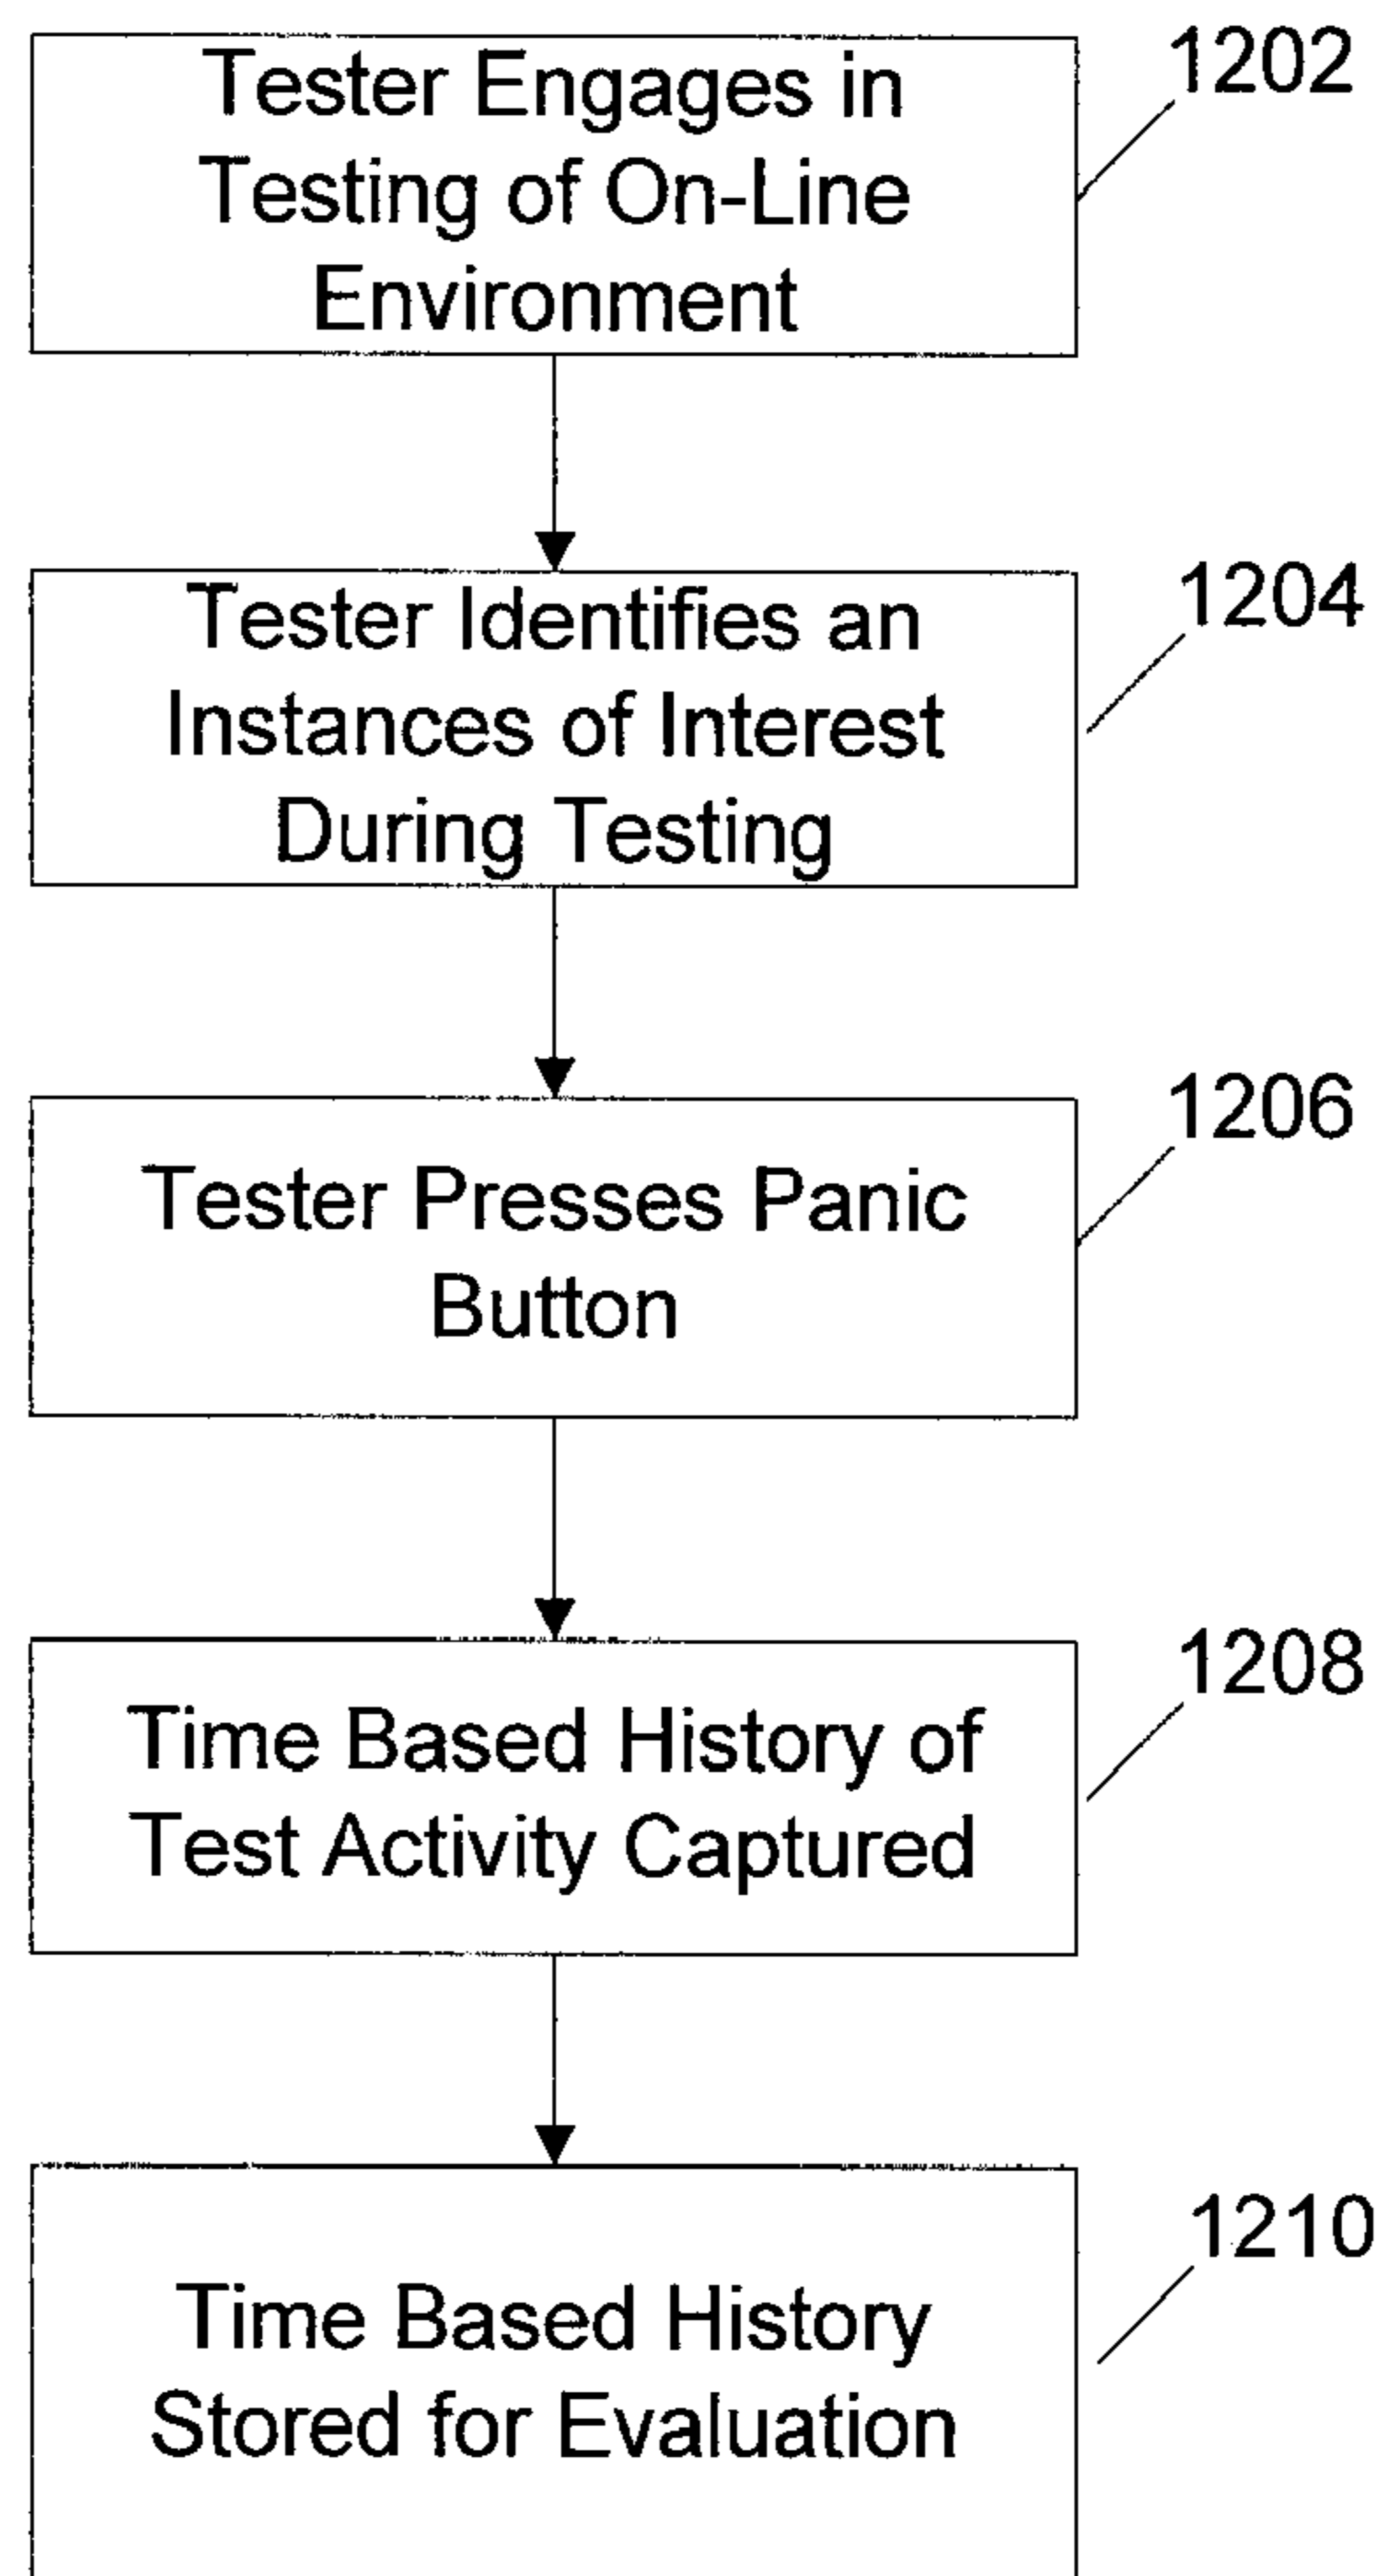 Tester Engages in
Testing of On-Line
Environment
1202
Tester Identifies an
Instances of Interest
During Testing
1204
Tester Presses Panic
Button
1206
Time Based History of
Test Activity Captured
1208
Time Based History
Stored for Evaluation
1210